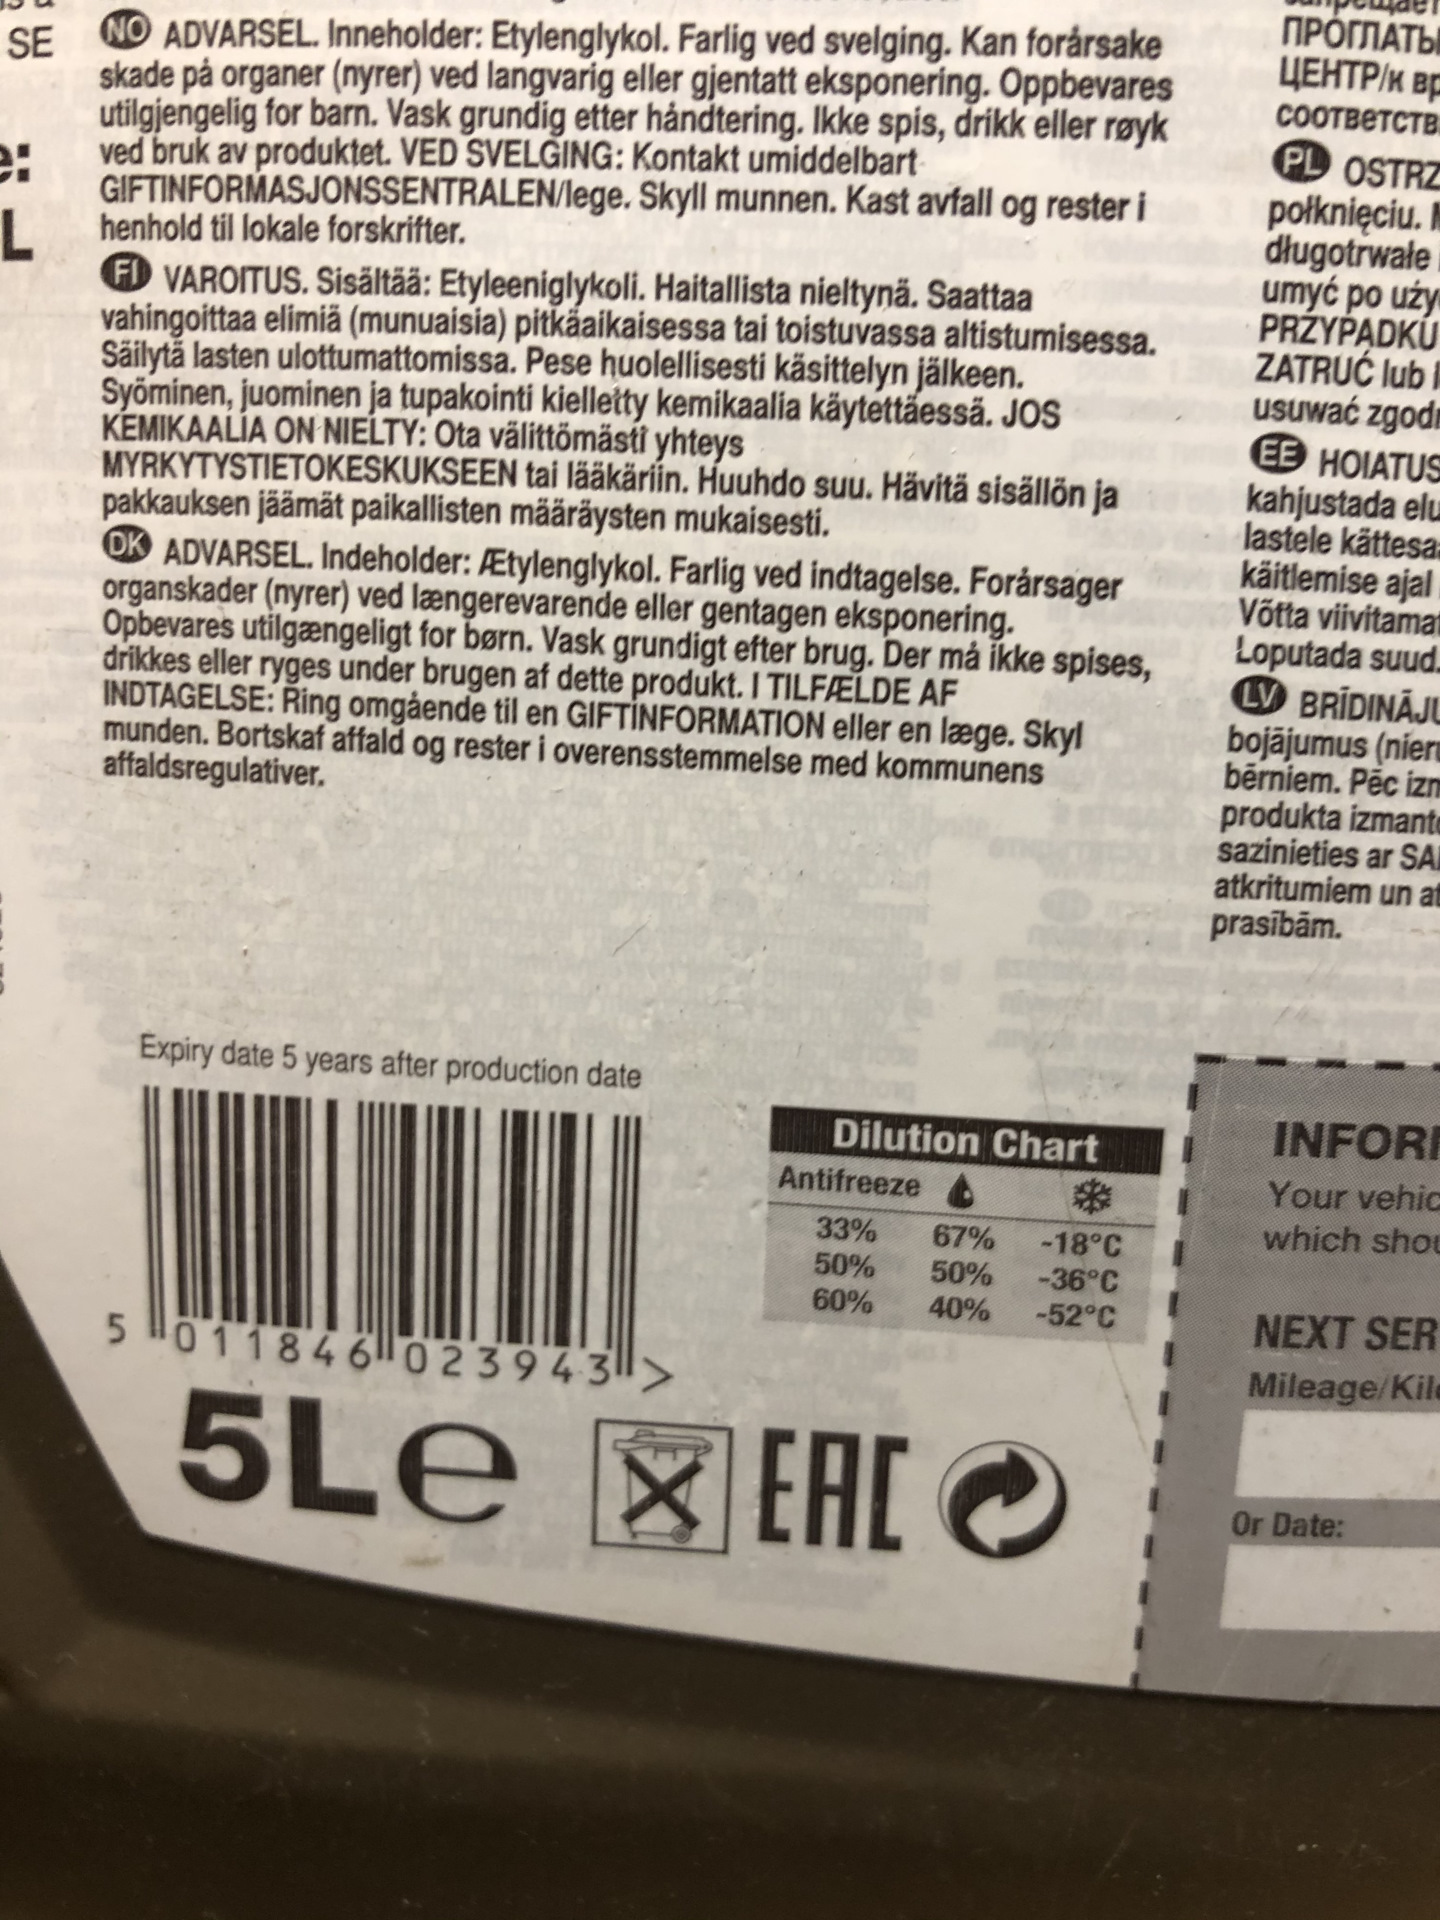 SE
e:
L
NO ADVARSEL. Inneholder: Etylenglykol. Farlig ved svelging. Kan forårsake
skade på organer (nyrer) ved langvarig eller gjentatt eksponering. Oppbevares
utilgjengelig for barn. Vask grundig etter håndtering. Ikke spis, drikk eller røyk
ved bruk av produktet. VED SVELGING: Kontakt umiddelbart
GIFTINFORMASJONSSENTRALEN/lege. Skyll munnen. Kast avfall og rester i
henhold til lokale forskrifter.
FI VAROITUS. Sisältää: Etyleeniglykoli. Haitallista nieltynä. Saattaa
vahingoittaa elimiä (munuaisia) pitkäaikaisessa tai toistuvassa altistumisessa.
Säilytä lasten ulottumattomissa. Pese huolellisesti käsittelyn jälkeen.
Syöminen, juominen ja tupakointi kielletty kemikaalia käytettäessä. JOS
KEMIKAALIA ON NIELTY: Ota välittömästi yhteys
MYRKYTYSTIETOKESKUKSEEN tai lääkäriin. Huuhdo suu. Hävitä sisällön ja
pakkauksen jäämät paikallisten määräysten mukaisesti.
DK ADVARSEL. Indeholder: Ætylenglykol. Farlig ved indtagelse. Forårsager
organskader (nyrer) ved længerevarende eller gentagen eksponering.
Opbevares utilgængeligt for børn. Vask grundigt efter brug. Der må ikke spises,
drikkes eller ryges under brugen af dette produkt. I TILFÆLDE AF
INDTAGELSE: Ring omgående til en GIFTINFORMATION eller en læge. Skyl
munden. Bortskaf affald og rester i overensstemmelse med kommunens
affaldsregulativer.
ПРОГЛАТЫ
ЦЕНТР/к вр
соответств
PL OSTRZ
połknięciu.
długotrwałe
umyć po uży
PRZYPADKU
ZATRUĆ lub
usuwać zgod
EE HOIATUS
kahjustada elu
lastele kättesa
käitlemise ajal
Võtta viivitamat
Loputada suud.
LV BRĪDINĀJU
bojājumus (nier
bērniem. Pēc izm
produkta izmanto
sazinieties ar SA
atkritumiem un at
prasībām.
Expiry date 5 years after production date
5 011846 023943 >
Dilution Chart
Antifreeze
33% 67% -18°C
50% 50% -36°C
60% 40% -52°C
5L e EAC
INFOR
Your vehic
which shou
NEXT SER
Mileage/Kilo
Or Date: